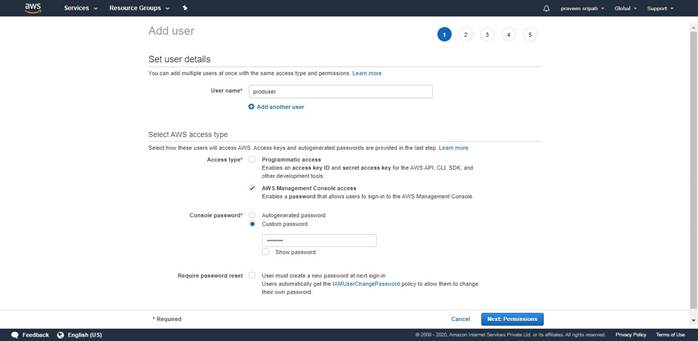 aws Services Resource Groups praveen sripati Global Support
Add user 1 2 3 4 5
Set user details
You can add multiple users at once with the same access type and permissions. Learn more
User name* produser
Add another user
Select AWS access type
Select how these users will access AWS. Access keys and autogenerated passwords are provided in the last step. Learn more
Access type* Programmatic access
Enables an access key ID and secret access key for the AWS API, CLI, SDK, and
other development tools.
AWS Management Console access
Enables a password that allows users to sign-in to the AWS Management Console.
Console password* Autogenerated password
Custom password
Show password
Require password reset User must create a new password at next sign-in
Users automatically get the IAMUserChangePassword policy to allow them to change
their own password.
* Required Cancel Next: Permissions
Feedback English (US) © 2008 - 2020, Amazon Internet Services Private Ltd. or its affiliates. All rights reserved. Privacy Policy Terms of Use